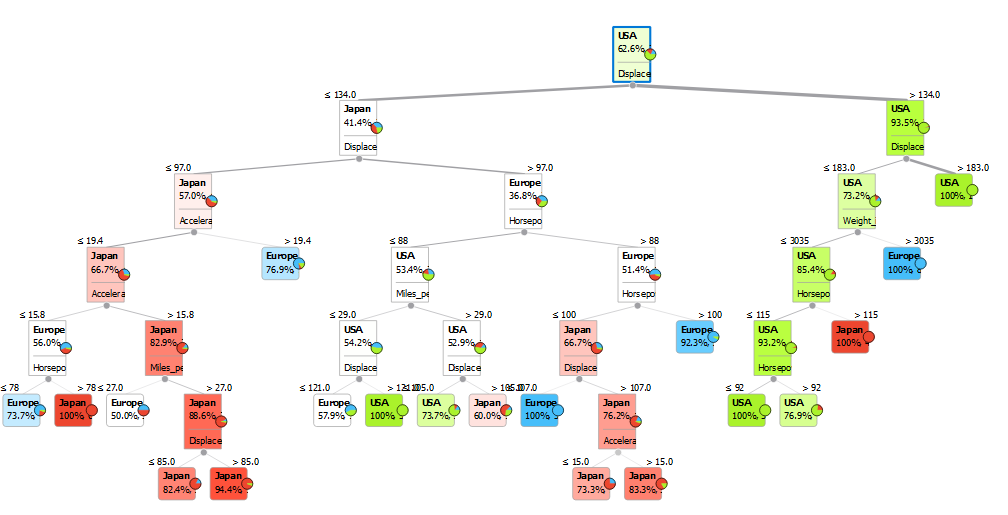 USA
62.6%,
Displace
≤ 134.0
> 134.0
Japan
41.4%,
Displace
USA
93.5%,
Displace
≤ 97.0
> 97.0
≤ 183.0
> 183.0
Japan
57.0%,
Accelera
Europe
36.8%,
Horsepo
USA
73.2%,
Weight_i
USA
100%,
≤ 19.4
> 19.4
≤ 88
> 88
≤ 3035
> 3035
Japan
66.7%,
Accelera
Europe
76.9%,
USA
53.4%,
Miles_pe
Europe
51.4%,
Horsepo
USA
85.4%,
Horsepo
Europe
100%,
≤ 15.8
> 15.8
≤ 29.0
> 29.0
≤ 100
> 100
≤ 115
> 115
Europe
56.0%,
Horsepo
Japan
82.9%,
Miles_pe
USA
54.2%,
Displace
USA
52.9%,
Displace
Japan
66.7%,
Displace
Europe
92.3%,
USA
93.2%,
Horsepo
Japan
100%,
≤ 78
> 78
≤ 27.0
> 27.0
≤ 121.0
> 107.0
≤ 92
> 92
Europe
73.7%,
Japan
100%,
Europe
50.0%,
Japan
88.6%,
Displace
Europe
57.9%,
USA
100%,
USA
73.7%,
Japan
60.0%,
Europe
100%,
Japan
76.2%,
Accelera
USA
100%,
USA
76.9%,
≤ 85.0
> 85.0
≤ 15.0
> 15.0
Japan
82.4%,
Japan
94.4%,
Japan
73.3%,
Japan
83.3%,